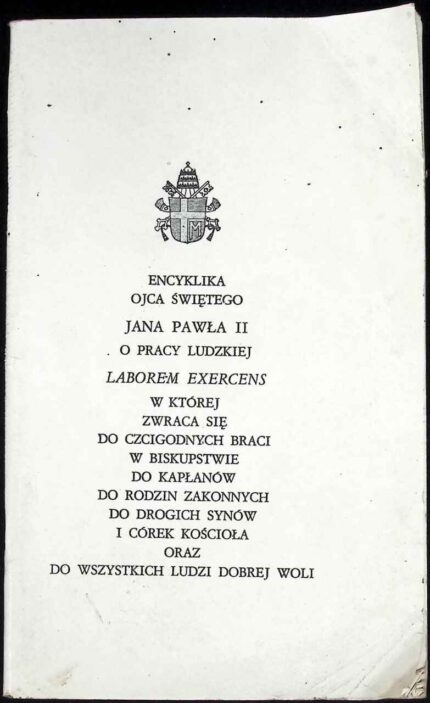 ENCYKLIKA
OJCA ŚWIĘTEGO
JANA PAWŁA II
O PRACY LUDZKIEJ
LABOREM EXERCENS
W KTÓREJ
ZWRACA SIĘ
DO CZCIGODNYCH BRACI
W BISKUPSTWIE
DO KAPŁANÓW
DO RODZIN ZAKONNYCH
DO DROGICH SYNÓW
I CÓREK KOŚCIOŁA
ORAZ
DO WSZYSTKICH LUDZI DOBREJ WOLI